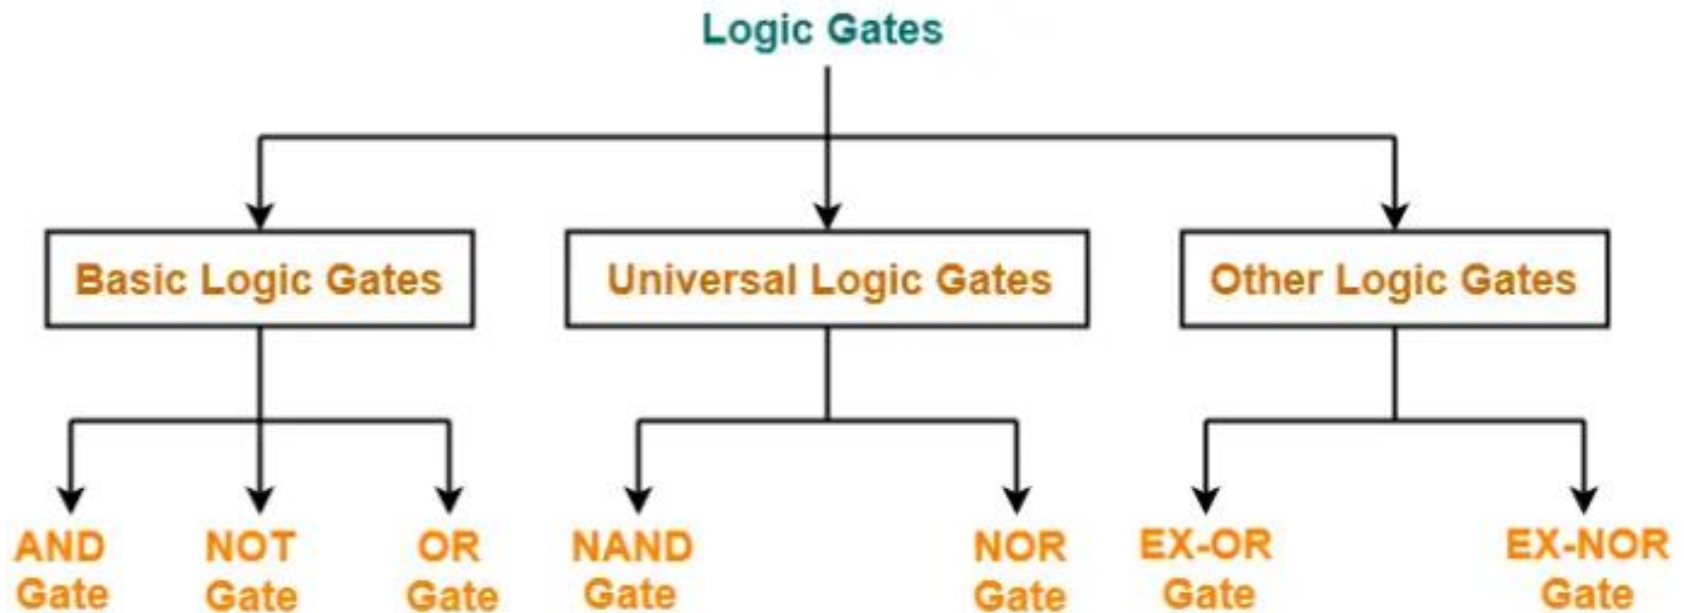 Logic Gates
Basic Logic Gates
Universal Logic Gates
Other Logic Gates
AND
Gate
NOT
Gate
OR
Gate
NAND
Gate
NOR
Gate
EX-OR
Gate
EX-NOR
Gate